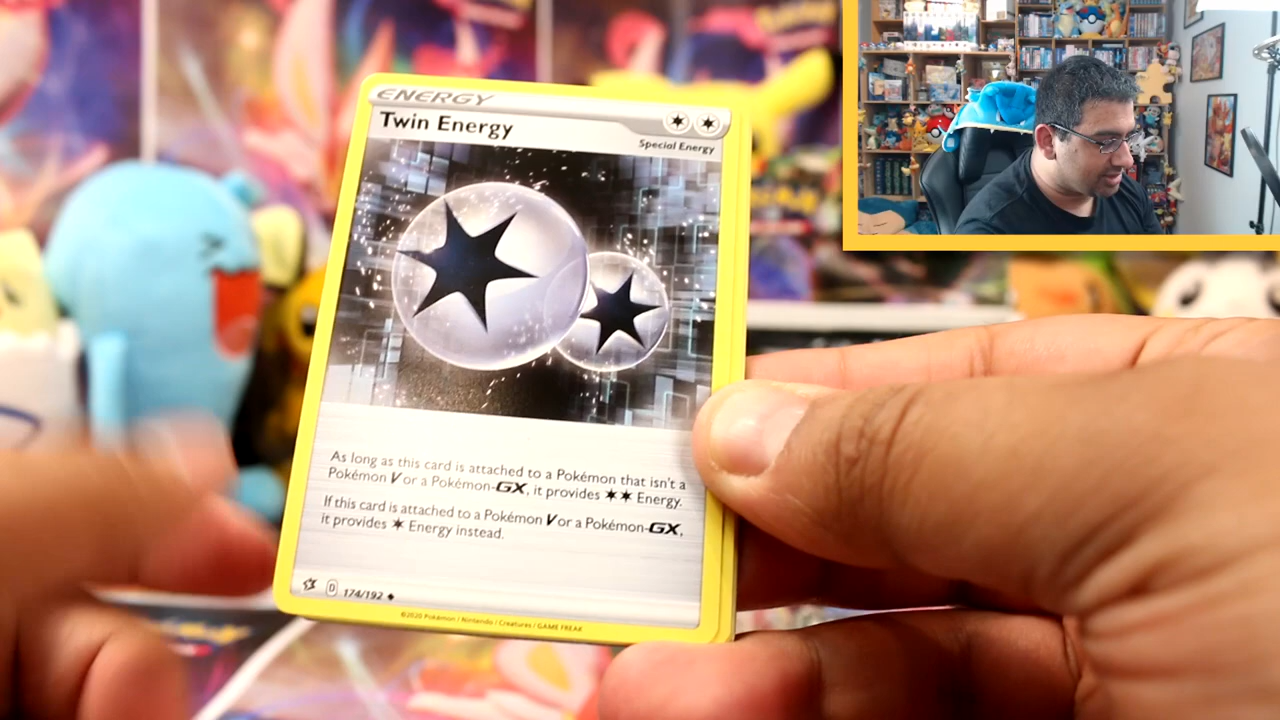 ENERGY
Twin Energy
Special Energy
As long as this card is attached to a Pokémon that isn't a
Pokémon V or a Pokémon-GX, it provides ✶✶ Energy.
If this card is attached to a Pokémon V or a Pokémon-GX,
it provides ✶ Energy instead.
D 174/192 ◆
©2020 Pokémon / Nintendo / Creatures / GAME FREAK